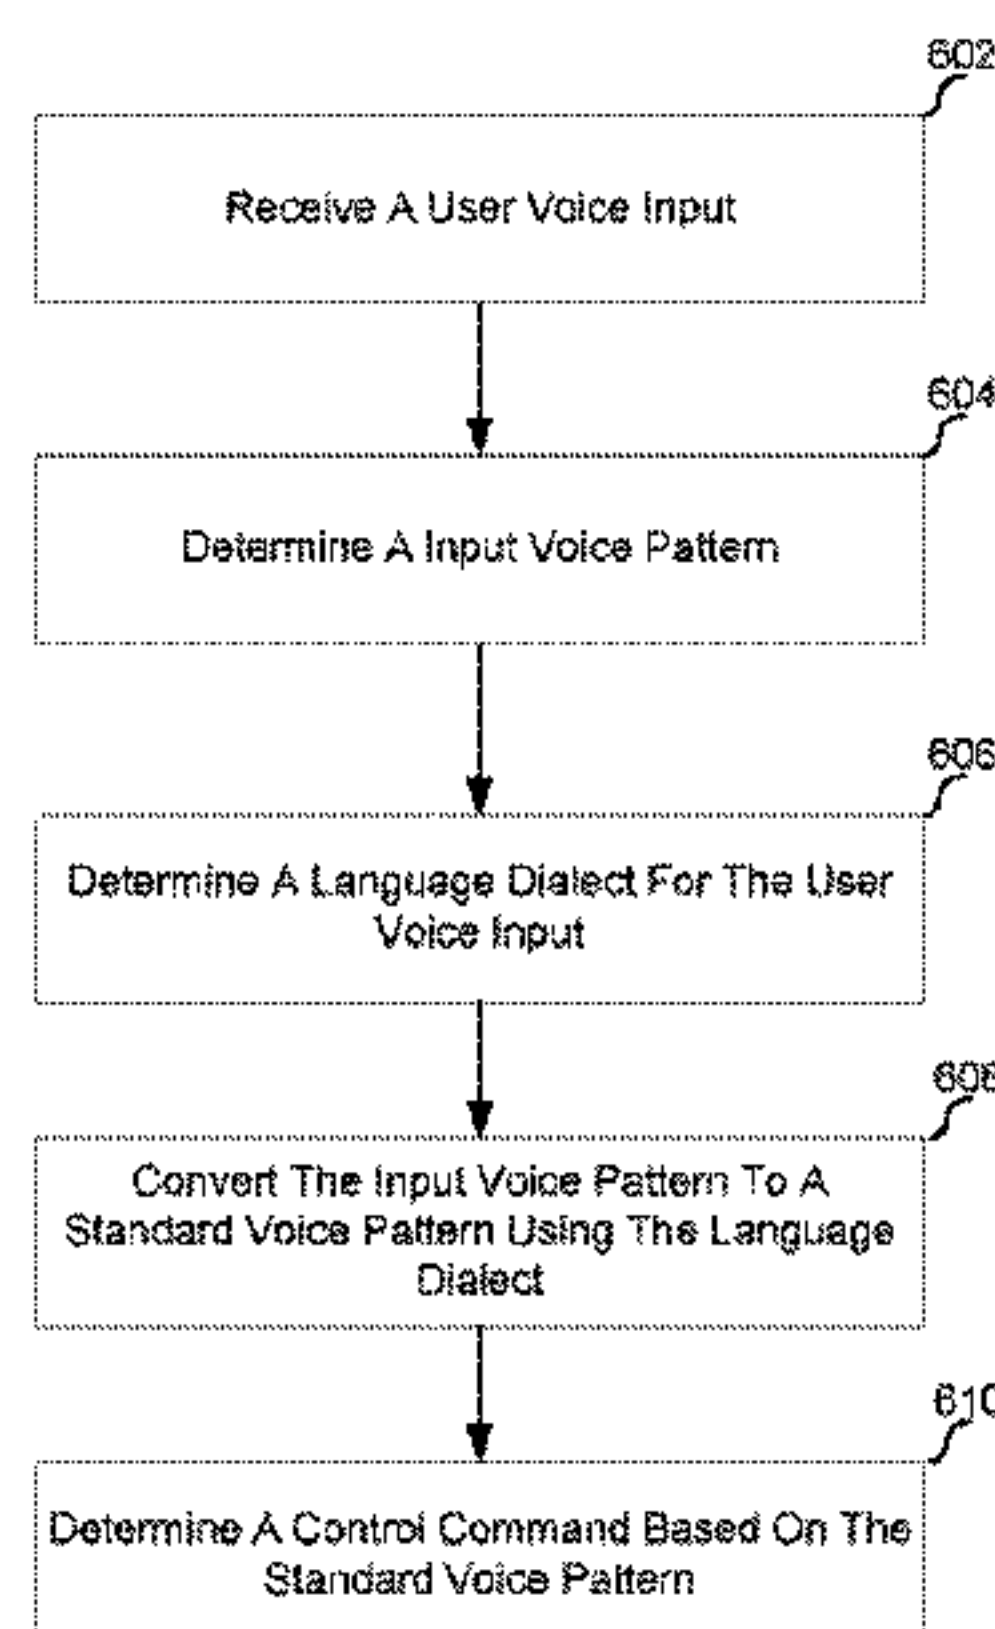 602
Receive A User Voice Input
604
Determine A Input Voice Pattern
606
Determine A Language Dialect For The User
Voice Input
608
Convert The Input Voice Pattern To A
Standard Voice Pattern Using The Language
Dialect
610
Determine A Control Command Based On The
Standard Voice Pattern